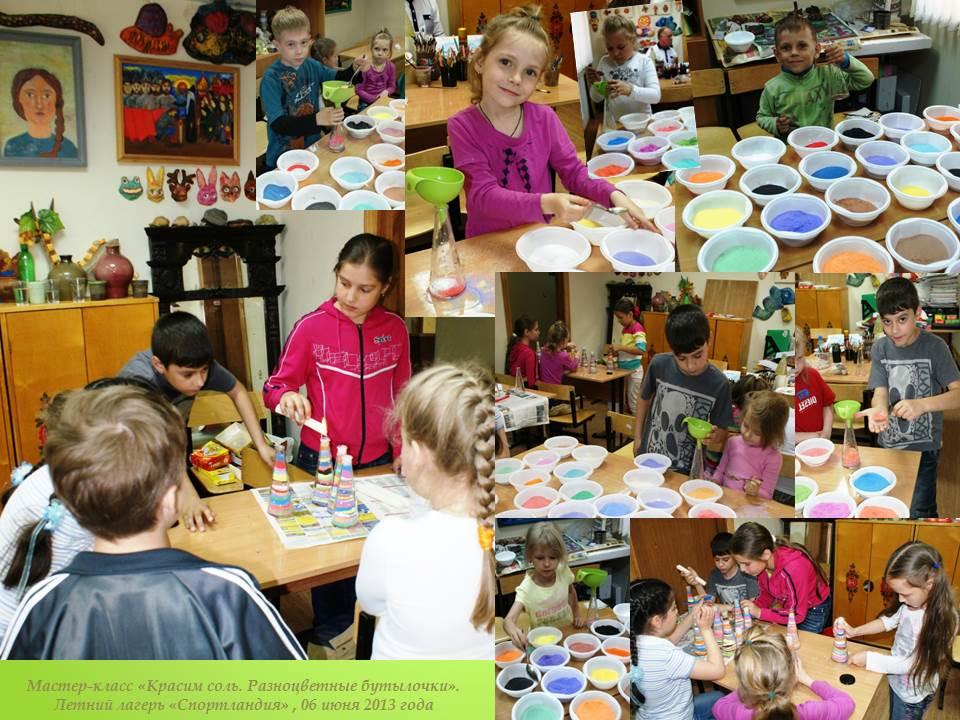 Мастер-класс «Красим соль. Разноцветные бутылочки».
Летний лагерь «Спортландия» , 06 июня 2013 года